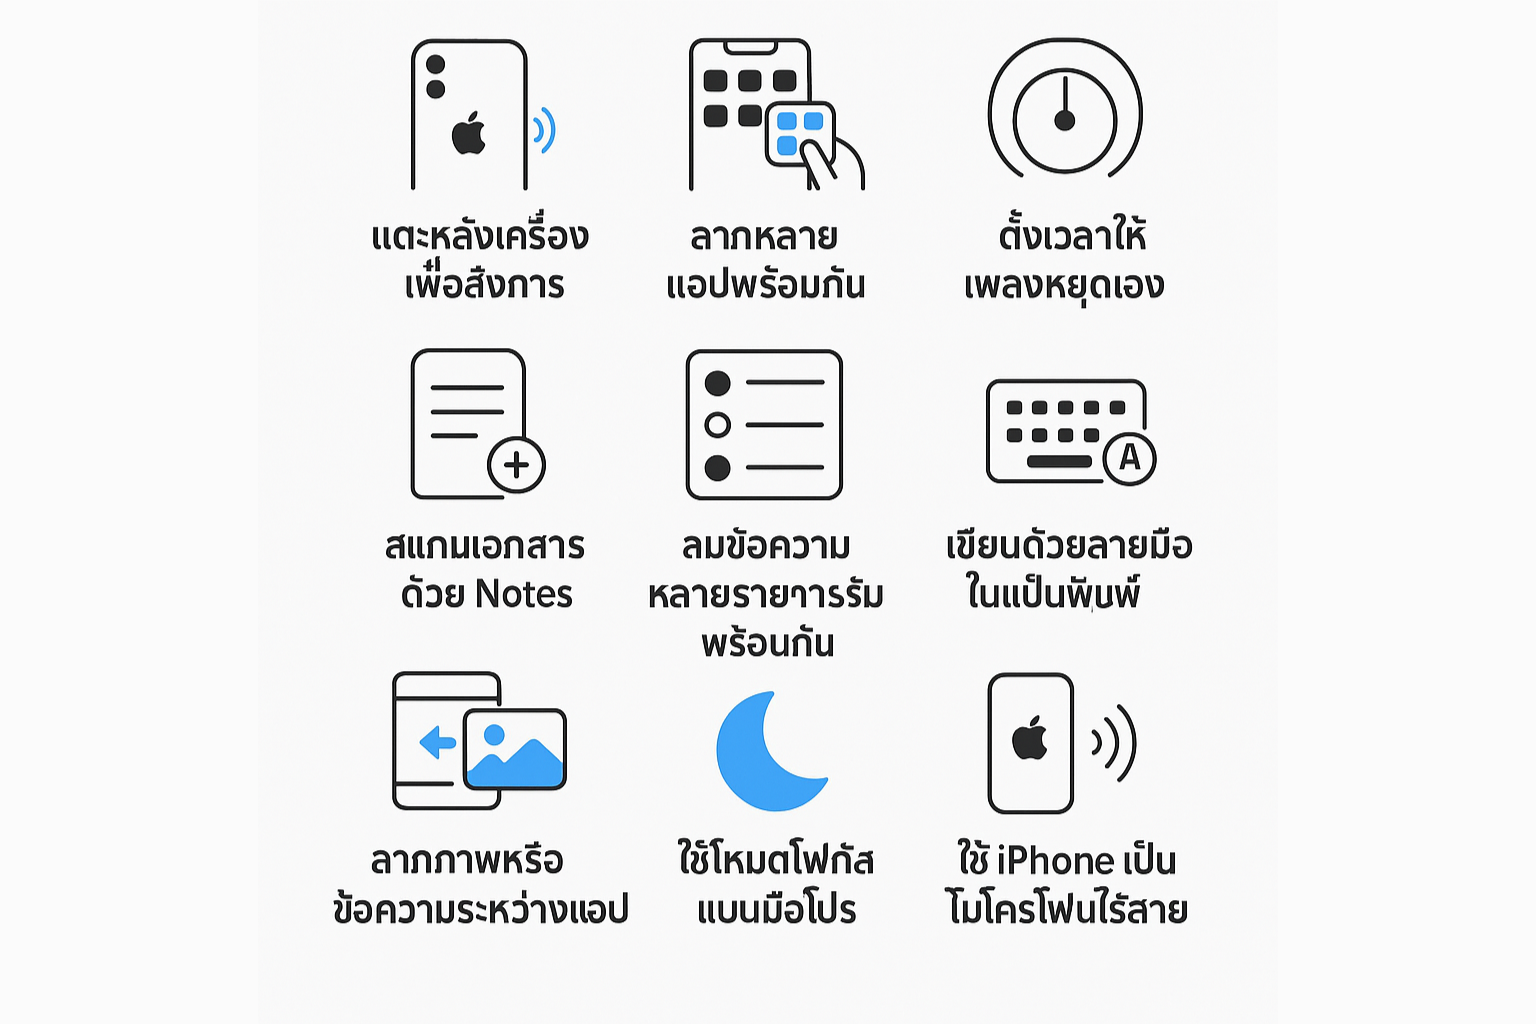 แตะหลังเครื่อง
เพื่อสั่งการ
ลากหลาย
แอปพร้อมกัน
ตั้งเวลาให้
เพลงหยุดเอง
สแกนเอกสาร
ด้วย Notes
ลมข้อความ
หลายรายการรัม
พร้อนกัน
เขียนด้วยลายมือ
ในแป้นพิมพ์
A
ลากภาพหรือ
ข้อความระหว่างแอป
ใช้โหมดโฟกัส
แบนมือโปร
ใช้ iPhone เป็น
ไมโครโฟนไร้สาย